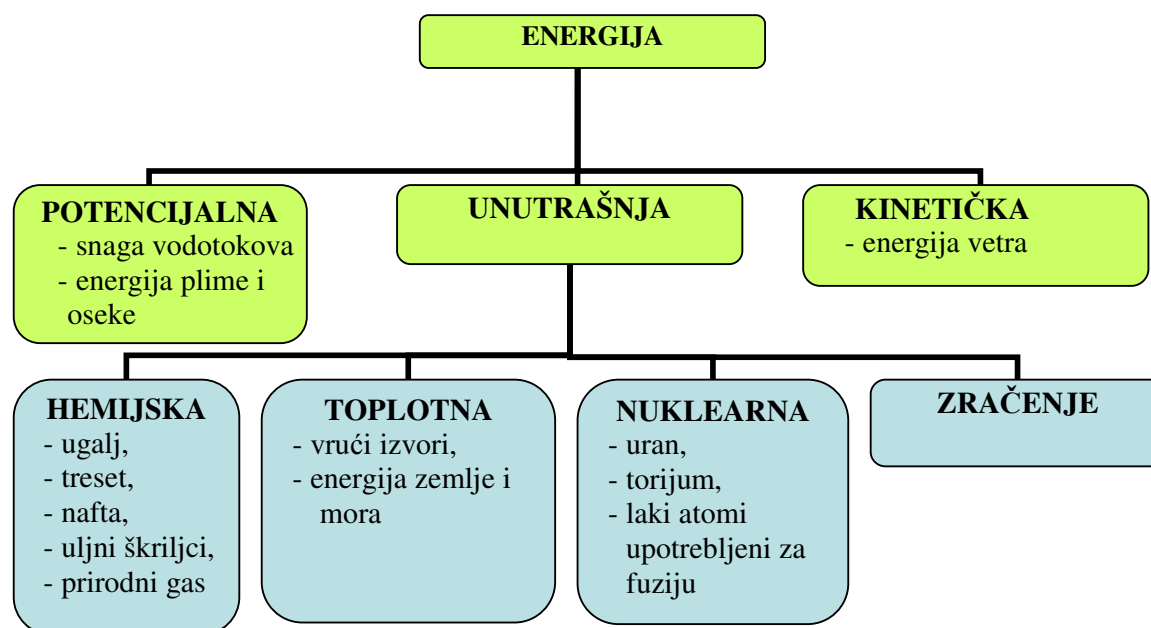 ENERGIJA
POTENCIJALNA
- snaga vodotokova
- energija plime i
oseke
UNUTRAŠNJA
KINETIČKA
- energija vetra
HEMIJSKA
- ugalj,
- treset,
- nafta,
- uljni škriljci,
- prirodni gas
TOPLOTNA
- vrući izvori,
- energija zemlje i
mora
NUKLEARNA
- uran,
- torijum,
- laki atomi
upotrebljeni za
fuziju
ZRAČENJE